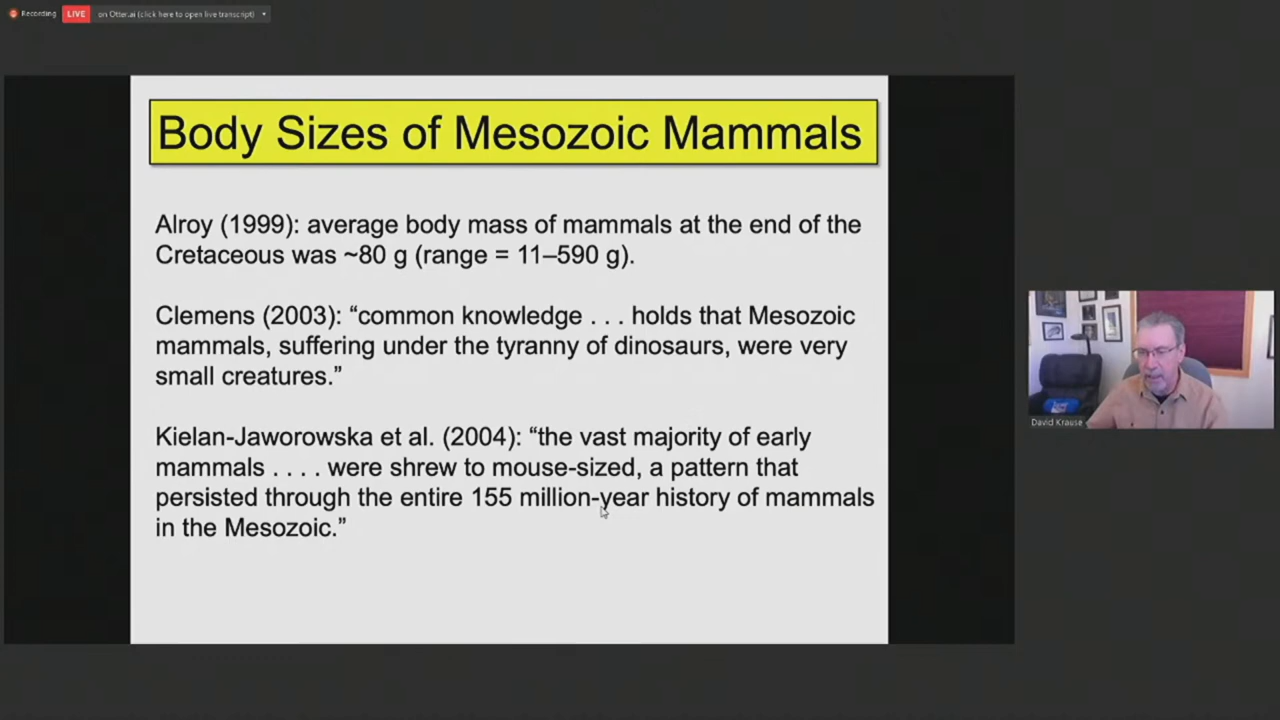 Recording
LIVE
on Otter.ai (click here to open live transcript)
Body Sizes of Mesozoic Mammals
Alroy (1999): average body mass of mammals at the end of the
Cretaceous was ~80 g (range = 11–590 g).
Clemens (2003): “common knowledge . . . holds that Mesozoic
mammals, suffering under the tyranny of dinosaurs, were very
small creatures.”
Kielan-Jaworowska et al. (2004): “the vast majority of early
mammals . . . . were shrew to mouse-sized, a pattern that
persisted through the entire 155 million-year history of mammals
in the Mesozoic.”
David Krause